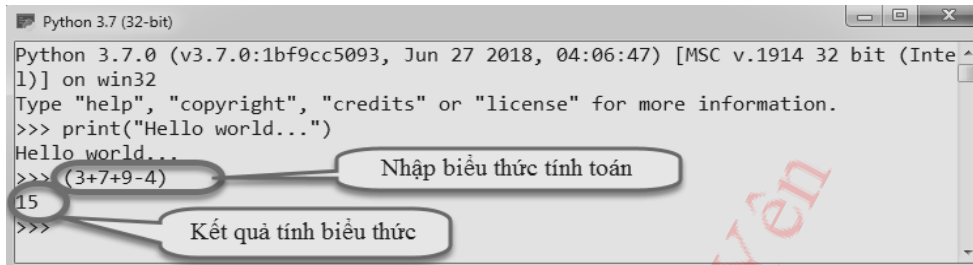 Python 3.7 (32-bit)
Python 3.7.0 (v3.7.0:1bf9cc5093, Jun 27 2018, 04:06:47) [MSC v.1914 32 bit (Inte
l)] on win32
Type "help", "copyright", "credits" or "license" for more information.
>>> print("Hello world...")
Hello world...
>>> (3+7+9-4)
Nhập biểu thức tính toán
15
>>>
Kết quả tính biểu thức
yên